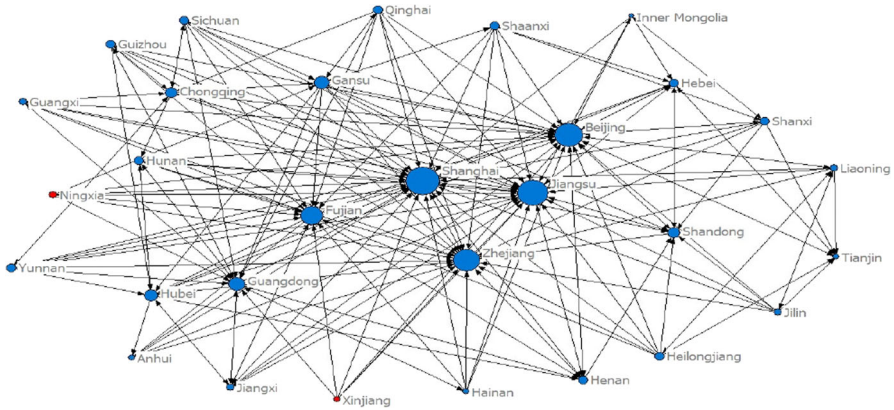 Qinghai
Inner Mongolia
Sichuan
Shaanxi
Guizhou
Gansu
Hebei
Chongqing
Guangxi
Shanxi
Beijing
Hunan
Liaoning
Shanghai
Jiangsu
Ningxia
Fujian
Shandong
Zhejiang
Tianjin
Yunnan
Guangdong
Hubei
Jilin
Anhui
Heilongjiang
Jiangxi
Henan
Hainan
Xinjiang